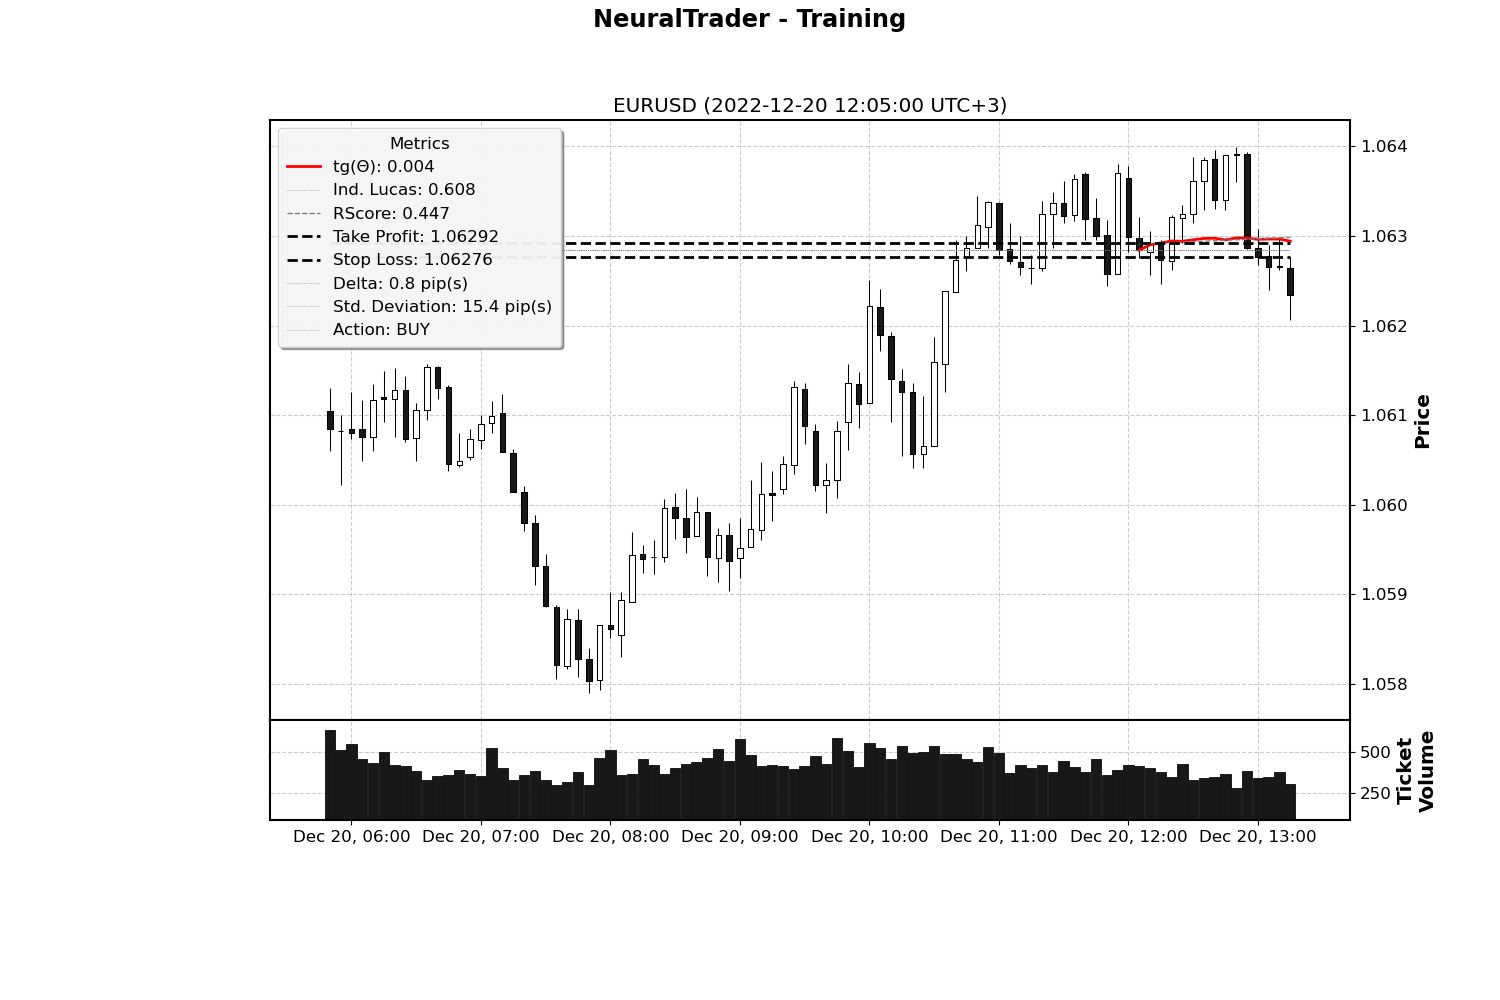 NeuralTrader - Training
EURUSD (2022-12-20 12:05:00 UTC+3)
Metrics
tg(Θ): 0.004
Ind. Lucas: 0.608
RScore: 0.447
Take Profit: 1.06292
Stop Loss: 1.06276
Delta: 0.8 pip(s)
Std. Deviation: 15.4 pip(s)
Action: BUY
1.064
1.063
1.062
1.061
1.060
1.059
1.058
Price
500
250
Ticket
Volume
Dec 20, 06:00 Dec 20, 07:00 Dec 20, 08:00 Dec 20, 09:00 Dec 20, 10:00 Dec 20, 11:00 Dec 20, 12:00 Dec 20, 13:00